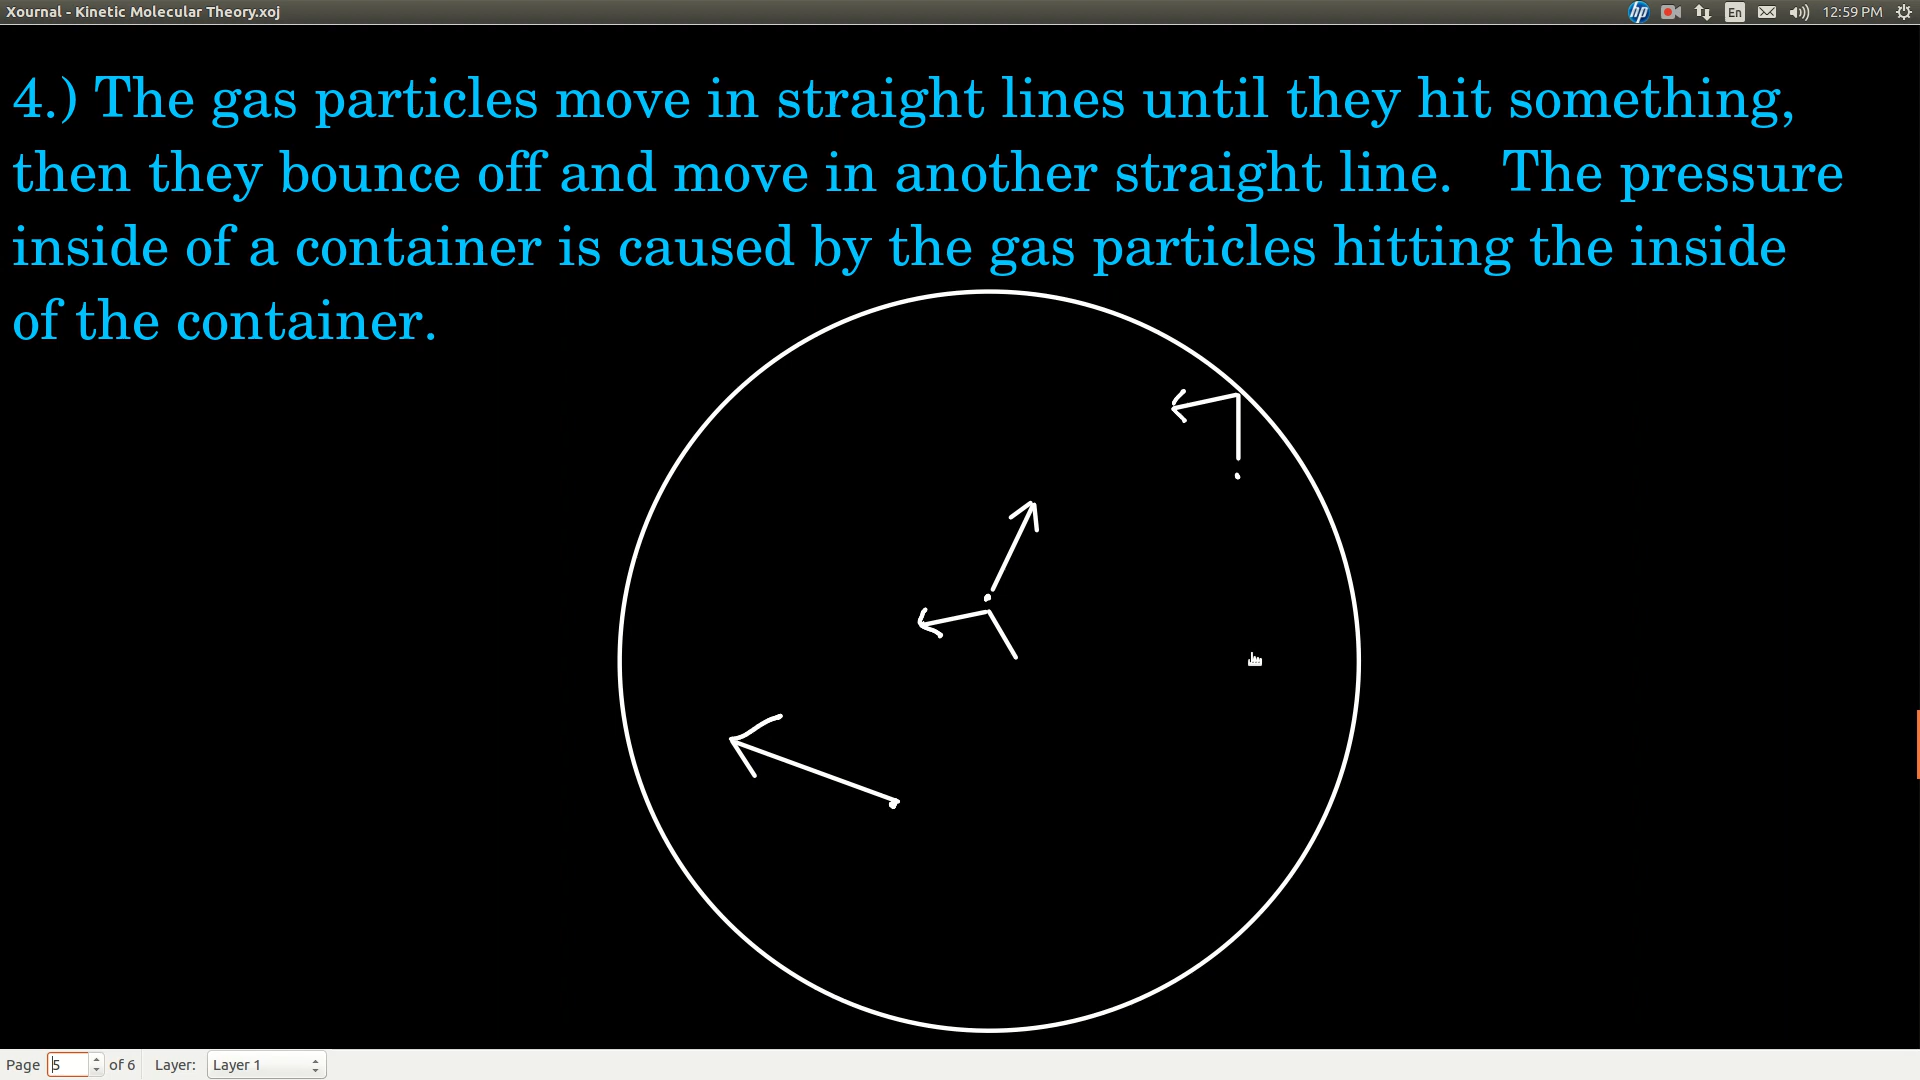 Xournal - Kinetic Molecular Theory.xoj
hp En 12:59 PM
4.) The gas particles move in straight lines until they hit something,
then they bounce off and move in another straight line. The pressure
inside of a container is caused by the gas particles hitting the inside
of the container.
Page 5 of 6 Layer: Layer 1